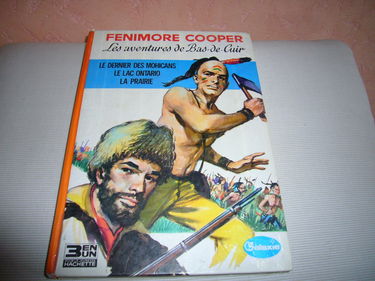 FENIMORE COOPER
Les aventures de Bas-de-Cuir
LE DERNIER DES MOHICANS
LE LAC ONTARIO
LA PRAIRIE
3 EN
UN
HACHETTE
Galaxie